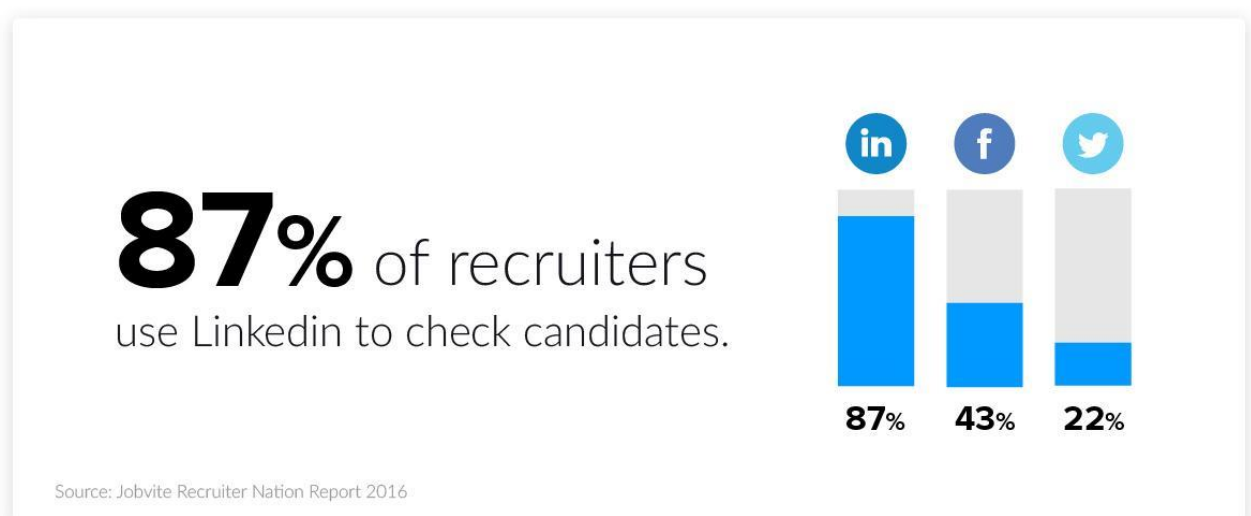 87% of recruiters
use Linkedin to check candidates.
in f
87% 43% 22%
Source: Jobvite Recruiter Nation Report 2016